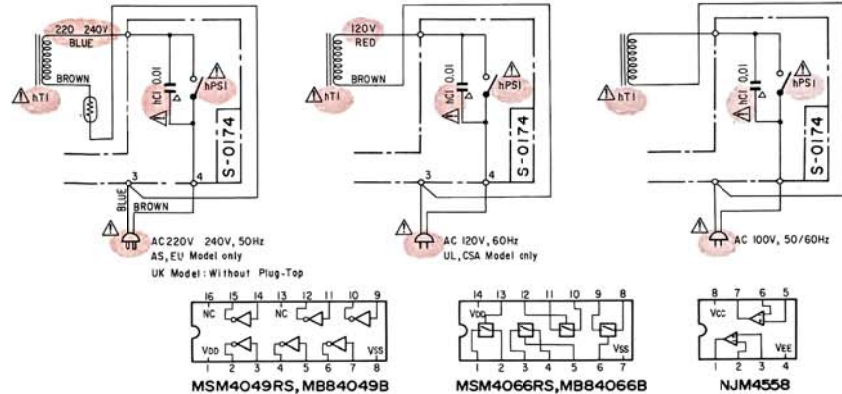 220 240V
BLUE
BROWN
hT1
hC1 0.01
hPS1
S-0174
3
4
BLUE
BROWN
AC220V 240V, 50Hz
AS, EU Model only
UK Model: Without Plug-Top
120V
RED
BROWN
hT1
hC1 0.01
hPS1
S-0174
3
4
AC 120V, 60Hz
UL, CSA Model only
hT1
hC1 0.01
hPS1
S-0174
AC 100V, 50/60Hz
16 15 14 13 12 11 10 9
NC NC
VDD VSS
1 2 3 4 5 6 7 8
MSM4049RS, MB84049B
14 13 12 11 10 9 8
VDD
VSS
1 2 3 4 5 6 7
MSM4066RS, MB84066B
8 7 6 5
VCC
VEE
1 2 3 4
NJM4558